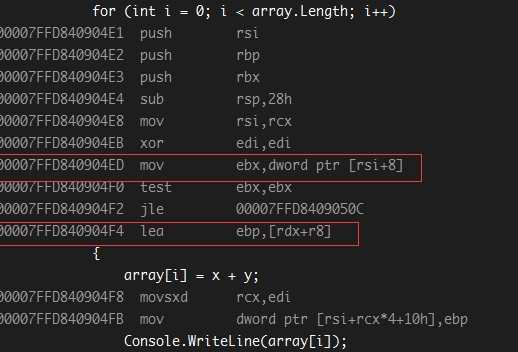 for (int i = 0; i < array.Length; i++)
00007FFD840904E1 push rsi
00007FFD840904E2 push rbp
00007FFD840904E3 push rbx
00007FFD840904E4 sub rsp,28h
00007FFD840904E8 mov rsi,rcx
00007FFD840904EB xor edi,edi
00007FFD840904ED mov ebx,dword ptr [rsi+8]
00007FFD840904F0 test ebx,ebx
00007FFD840904F2 jle 00007FFD8409050C
00007FFD840904F4 lea ebp,[rdx+r8]
{
array[i] = x + y;
00007FFD840904F8 movsxd rcx,edi
00007FFD840904FB mov dword ptr [rsi+rcx*4+10h],ebp
Console.WriteLine(array[i]);